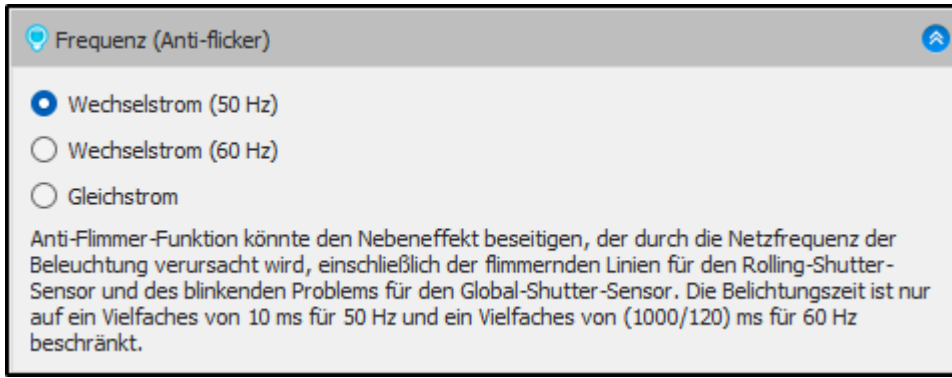 Frequenz (Anti-flicker)
Wechselstrom (50 Hz)
Wechselstrom (60 Hz)
Gleichstrom
Anti-Flimmer-Funktion könnte den Nebeneffekt beseitigen, der durch die Netzfrequenz der
Beleuchtung verursacht wird, einschließlich der flimmernden Linien für den Rolling-Shutter-
Sensor und des blinkenden Problems für den Global-Shutter-Sensor. Die Belichtungszeit ist nur
auf ein Vielfaches von 10 ms für 50 Hz und ein Vielfaches von (1000/120) ms für 60 Hz
beschränkt.